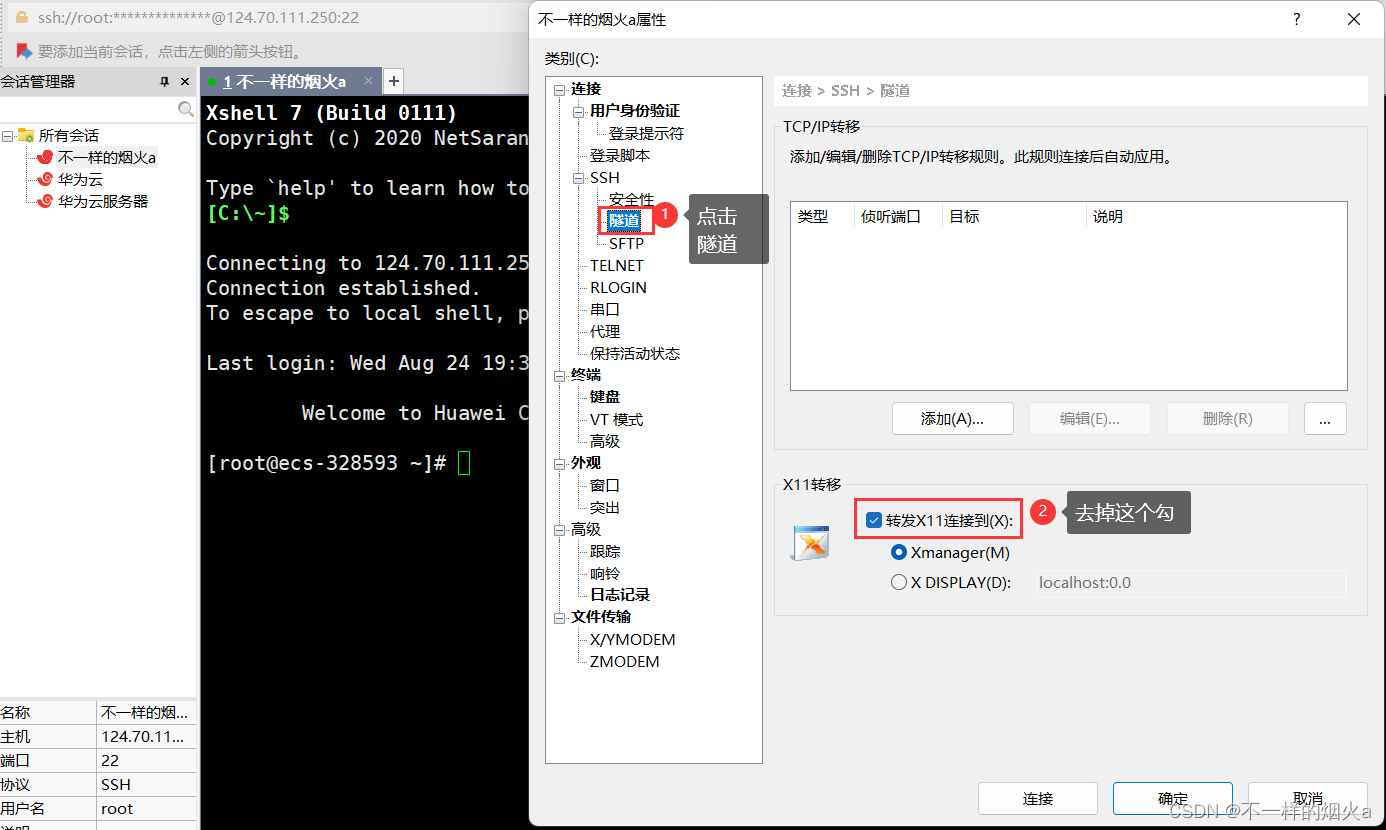 ssh://root:**************@124.70.111.250:22
要添加当前会话，点击左侧的箭头按钮。
会话管理器
所有会话
不一样的烟火a
华为云
华为云服务器
名称 不一样的烟...
主机 124.70.11...
端口 22
协议 SSH
用户名 root
1 不一样的烟火a
+
Xshell 7 (Build 0111)
Copyright (c) 2020 NetSaran
Type `help' to learn how to
[C:\~]$
Connecting to 124.70.111.25
Connection established.
To escape to local shell, p
Last login: Wed Aug 24 19:3
Welcome to Huawei C
[root@ecs-328593 ~]#
不一样的烟火a属性
?
类别(C):
连接
用户身份验证
登录提示符
登录脚本
SSH
安全性
隧道
SFTP
TELNET
RLOGIN
串口
代理
保持活动状态
终端
键盘
VT 模式
高级
外观
窗口
突出
高级
跟踪
响铃
日志记录
文件传输
X/YMODEM
ZMODEM
1
点击
隧道
连接 > SSH > 隧道
TCP/IP转移
添加/编辑/删除TCP/IP转移规则。此规则连接后自动应用。
类型 侦听端口 目标 说明
添加(A)... 编辑(E)... 删除(R) ...
X11转移
转发X11连接到(X):
2
去掉这个勾
Xmanager(M)
X DISPLAY(D): localhost:0.0
连接 确定 取消
CSDN @不一样的烟火a